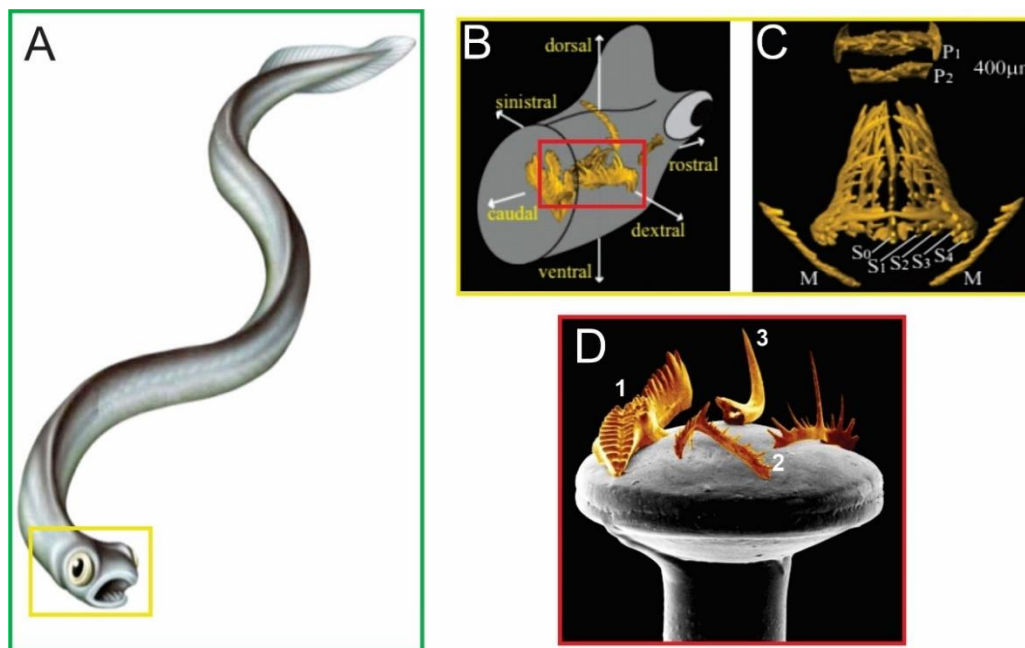 A
B
dorsal
sinistral
rostral
caudal
dextral
ventral
C
P1
P2
400μm
S0
S1
S2
S3
S4
M
M
D
1
2
3